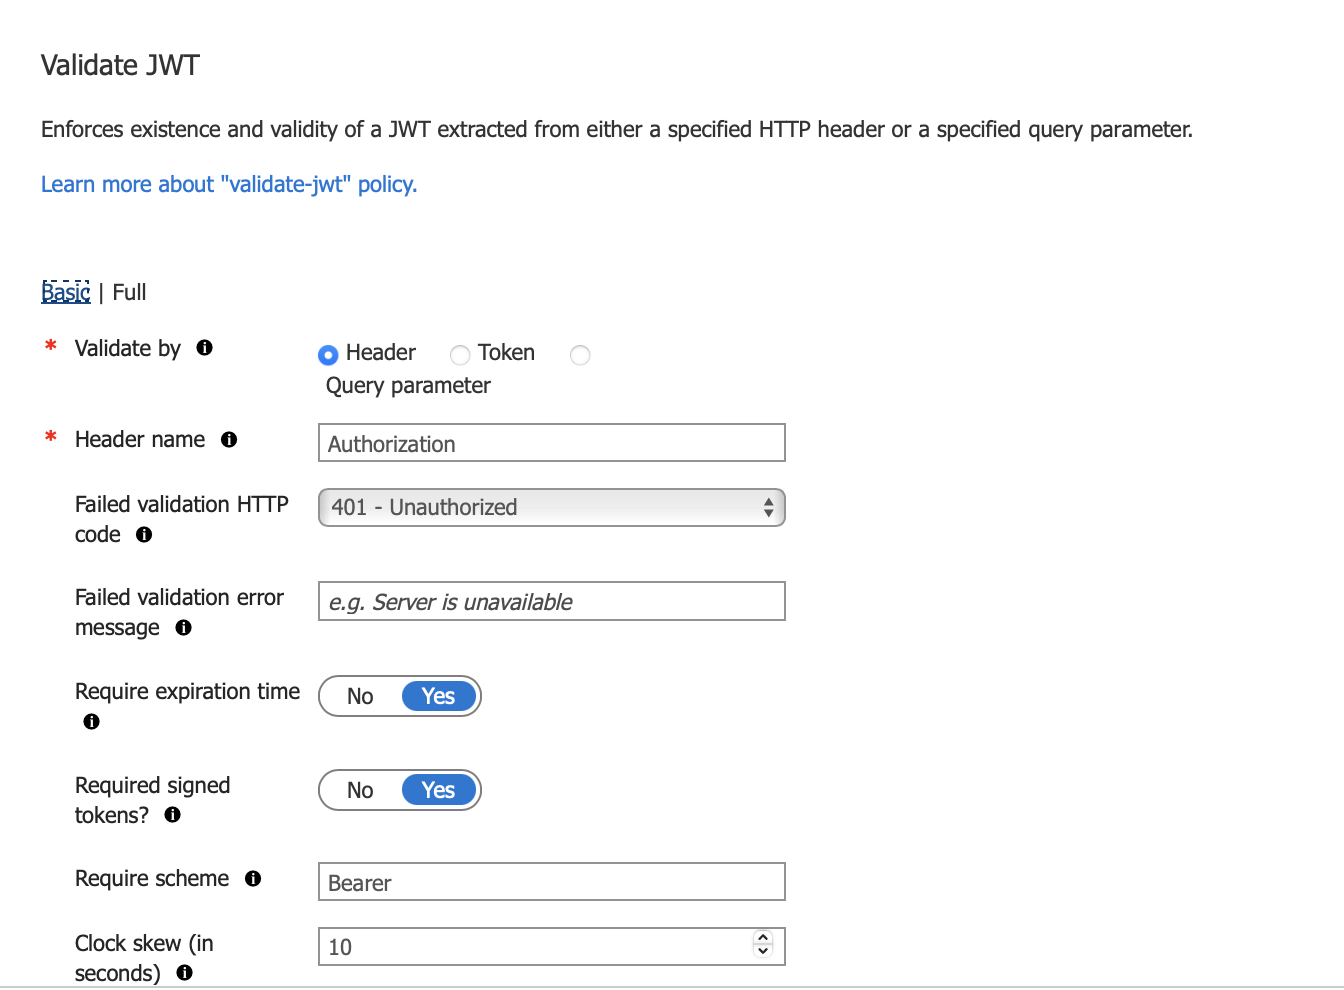 Validate JWT
Enforces existence and validity of a JWT extracted from either a specified HTTP header or a specified query parameter.
Learn more about "validate-jwt" policy.
Basic | Full
* Validate by
Header Token
Query parameter
* Header name
Authorization
Failed validation HTTP
code
401 - Unauthorized
Failed validation error
message
e.g. Server is unavailable
Require expiration time
No Yes
Required signed
tokens?
No Yes
Require scheme
Bearer
Clock skew (in
seconds)
10